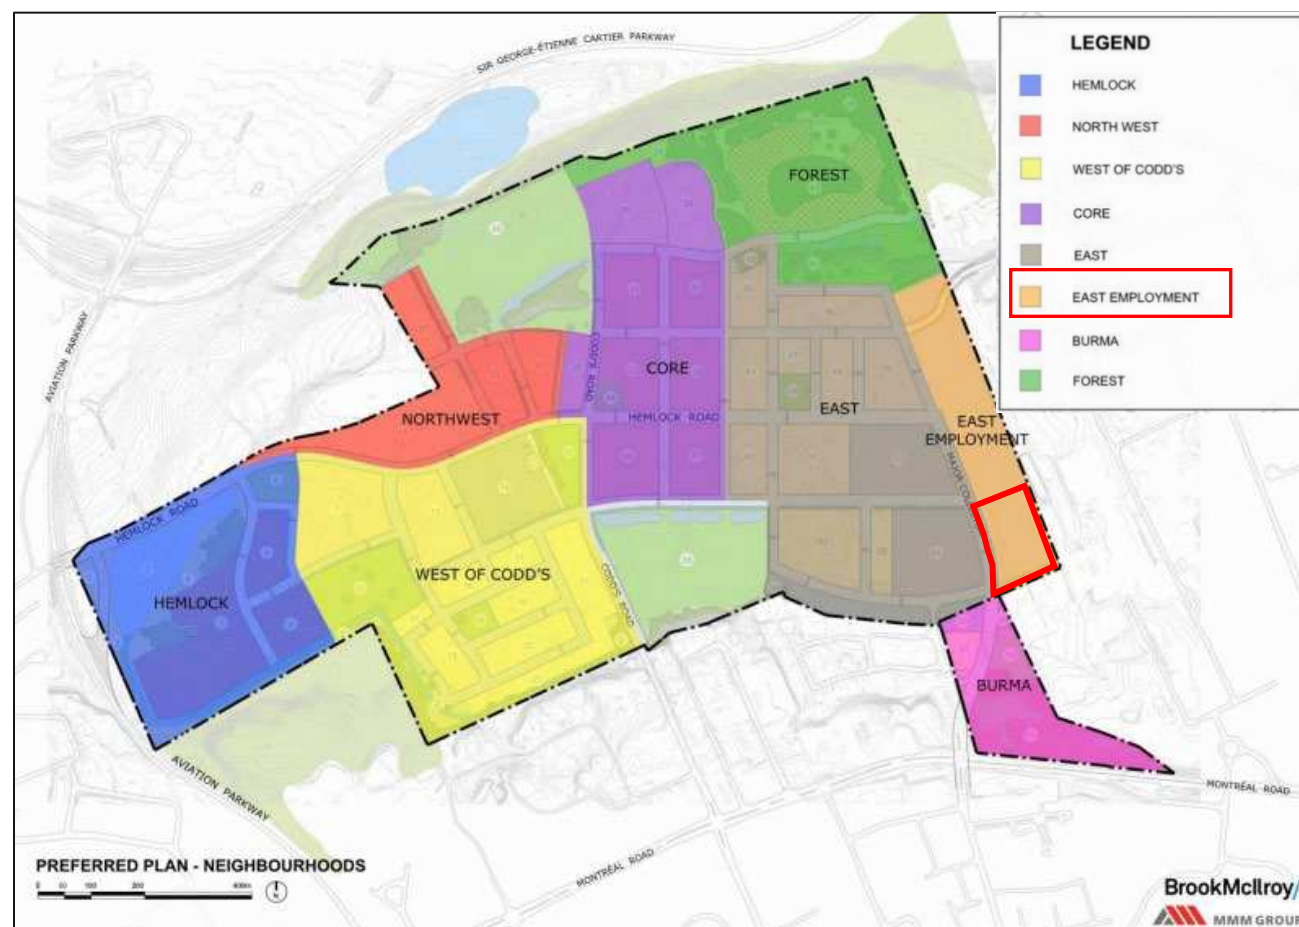 SIR GEORGE-ÉTIENNE CARTIER PARKWAY
LEGEND
HEMLOCK
NORTH WEST
WEST OF CODD'S
CORE
EAST
EAST EMPLOYMENT
BURMA
FOREST
FOREST
AVIATION PARKWAY
CODD'S ROAD
CORE
HEMLOCK ROAD
NORTHWEST
EAST
EAST
EMPLOYMENT
HEMLOCK ROAD
WEST OF CODD'S
CODD'S ROAD
HEMLOCK
BURMA
AVIATION PARKWAY
MONTRÉAL ROAD
MONTRÉAL ROAD
PREFERRED PLAN - NEIGHBOURHOODS
BrookMcIlroy/
MMM GROUP